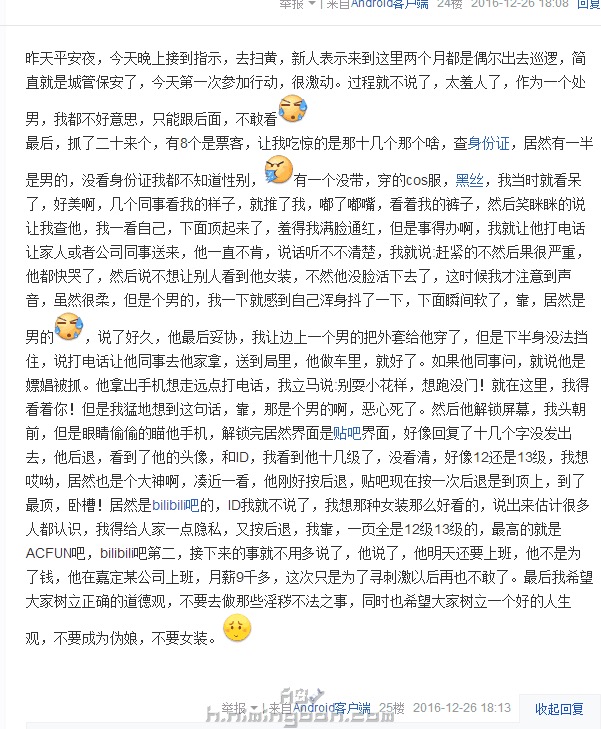 举报 | 来自Android客户端 24楼 2016-12-26 18:08 回复
昨天平安夜，今天晚上接到指示，去扫黄，新人表示来到这里两个月都是偶尔出去巡逻，简
直就是城管保安了，今天第一次参加行动，很激动。过程就不说了，太羞人了，作为一个处
男，我都不好意思，只能跟后面，不敢看
最后，抓了二十来个，有8个是票客，让我吃惊的是那十几个那个啥，查身份证，居然有一半
是男的，没看身份证我都不知道性别，有一个没带，穿的cos服，黑丝，我当时就看呆
了，好美啊，几个同事看我的样子，就推了我，嘟了嘟嘴，看着我的裤子，然后笑眯眯的说
让我查他，我一看自己，下面顶起来了，羞得我满脸通红，但是事得办啊，我就让他打电话
让家人或者公司同事送来，他一直不肯，说话听不不清楚，我就说:赶紧的不然后果很严重，
他都快哭了，然后说不想让别人看到他女装，不然他没脸活下去了，这时候我才注意到声
音，虽然很柔，但是个男的，我一下就感到自己浑身抖了一下，下面瞬间软了，靠，居然是
男的，说了好久，他最后妥协，我让边上一个男的把外套给他穿了，但是下半身没法挡
住，说打电话让他同事去他家拿，送到局里，他做车里，就好了。如果他同事问，就说他是
嫖娼被抓。他拿出手机想走远点打电话，我立马说:别耍小花样，想跑没门！就在这里，我得
看着你！但是我猛地想到这句话，靠，那是个男的啊，恶心死了。然后他解锁屏幕，我头朝
前，但是眼睛偷偷的瞄他手机，解锁完居然界面是贴吧界面，好像回复了十几个字没发出
去，他后退，看到了他的头像，和ID，我看到他十几级了，没看清，好像12还是13级，我想
哎呦，居然也是个大神啊，凑近一看，他刚好按后退，贴吧现在按一次后退是到顶上，到了
最顶，卧槽！居然是bilibili吧的，ID我就不说了，我想那种女装那么好看的，说出来估计很多
人都认识，我得给人家一点隐私，又按后退，我靠，一页全是12级13级的，最高的就是
ACFUN吧，bilibili吧第二，接下来的事就不用多说了，他说了，他明天还要上班，他不是为
了钱，他在嘉定某公司上班，月薪9千多，这次只是为了寻刺激以后再也不敢了。最后我希望
大家树立正确的道德观，不要去做那些淫秽不法之事，同时也希望大家树立一个好的人生
观，不要成为伪娘，不要女装。
举报 | 来自Android客户端 25楼 2016-12-26 18:13 收起回复